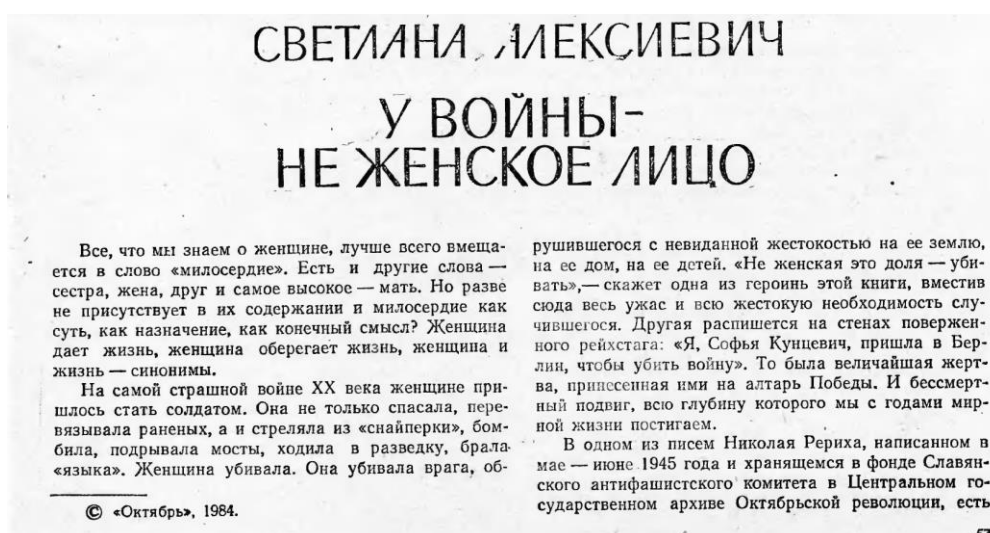 СВЕТЛАНА АЛЕКСИЕВИЧ
У ВОЙНЫ–
НЕ ЖЕНСКОЕ ЛИЦО
Все, что мы знаем о женщине, лучше всего вмеща-
ется в слово «милосердие». Есть и другие слова —
сестра, жена, друг и самое высокое — мать. Но разве
не присутствует в их содержании и милосердие как
суть, как назначение, как конечный смысл? Женщина
дает жизнь, женщина оберегает жизнь, женщина и
жизнь — синонимы.
На самой страшной войне XX века женщине при-
шлось стать солдатом. Она не только спасала, пере-
вязывала раненых, а и стреляла из «снайперки», бом-
била, подрывала мосты, ходила в разведку, брала
«языка». Женщина убивала. Она убивала врага, об-
© «Октябрь», 1984.
рушившегося с невиданной жестокостью на ее землю,
на ее дом, на ее детей. «Не женская это доля — уби-
вать»,— скажет одна из героинь этой книги, вместив
сюда весь ужас и всю жестокую необходимость слу-
чившегося. Другая распишется на стенах повержен-
ного рейхстага: «Я, Софья Кунцевич, пришла в Бер-
лин, чтобы убить войну». То была величайшая жерт-
ва, принесенная ими на алтарь Победы. И бессмерт-
ный подвиг, всю глубину которого мы с годами мир-
ной жизни постигаем.
В одном из писем Николая Рериха, написанном в
мае — июне 1945 года и хранящемся в фонде Славян-
ского антифашистского комитета в Центральном го-
сударственном архиве Октябрьской революции, есть